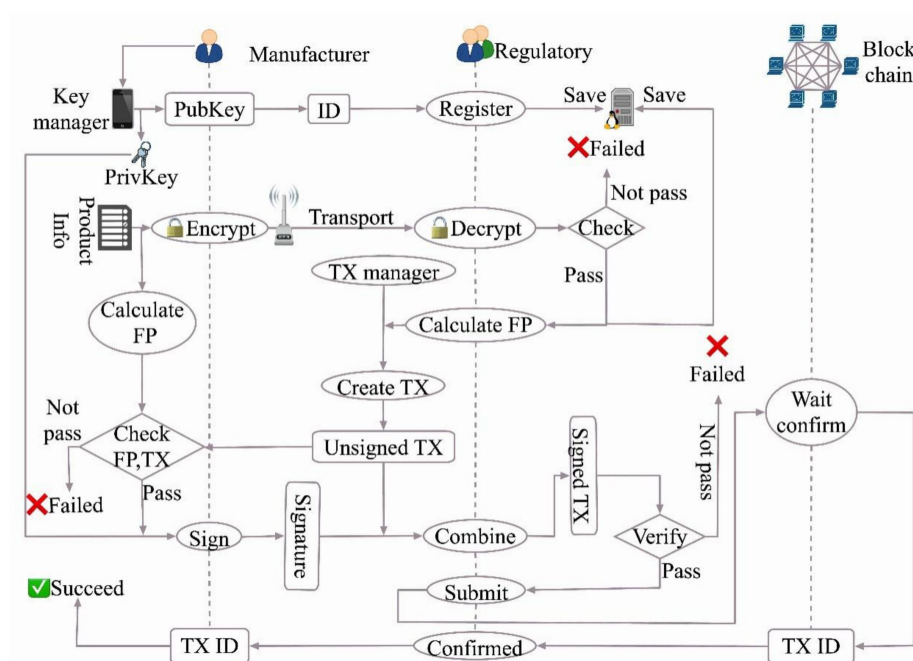 Manufacturer
Regulatory
Block
chain
Key
manager
PubKey
ID
Register
Save
Save
PrivKey
Failed
Not pass
Product
Info
Encrypt
Transport
Decrypt
Check
Pass
TX manager
Calculate
FP
Calculate FP
Failed
Create TX
Wait
confirm
Not
pass
Check
FP,TX
Unsigned TX
Signed TX
Not pass
Failed
Pass
Sign
Signature
Combine
Verify
Pass
Succeed
Submit
TX ID
Confirmed
TX ID